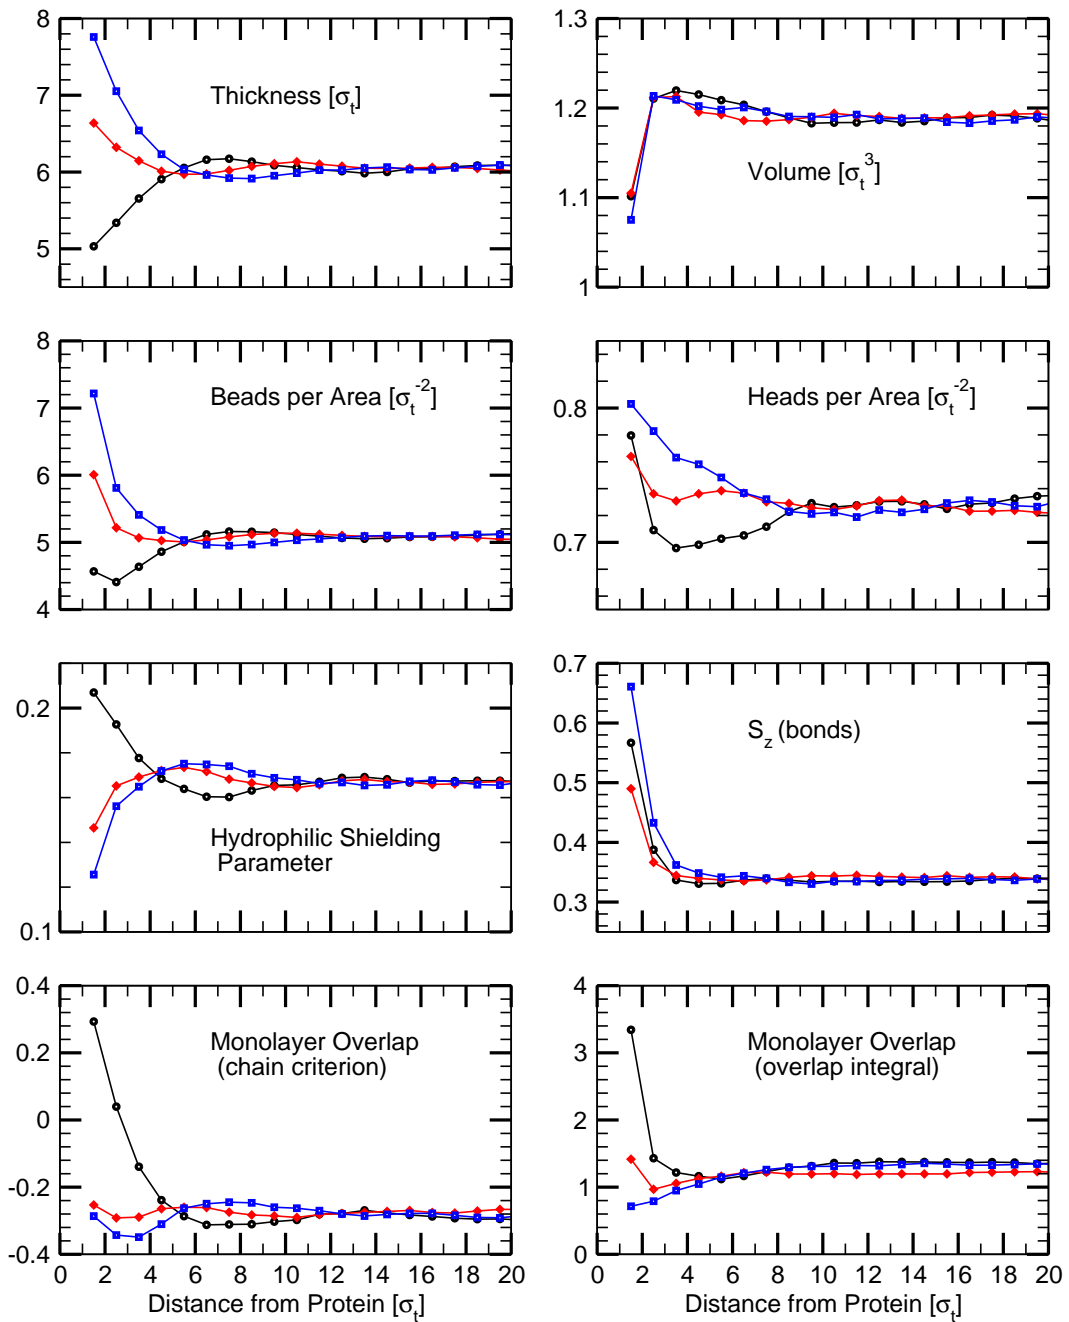 8
7
6
5
Thickness [σt]
1.3
1.2
1.1
1
Volume [σt3]
8
7
6
5
4
Beads per Area [σt-2]
0.8
0.7
Heads per Area [σt-2]
0.2
0.1
Hydrophilic Shielding
Parameter
0.7
0.6
0.5
0.4
0.3
Sz (bonds)
0.4
0.2
0
-0.2
-0.4
Monolayer Overlap
(chain criterion)
0 2 4 6 8 10 12 14 16 18 20
Distance from Protein [σt]
4
3
2
1
0
Monolayer Overlap
(overlap integral)
0 2 4 6 8 10 12 14 16 18 20
Distance from Protein [σt]